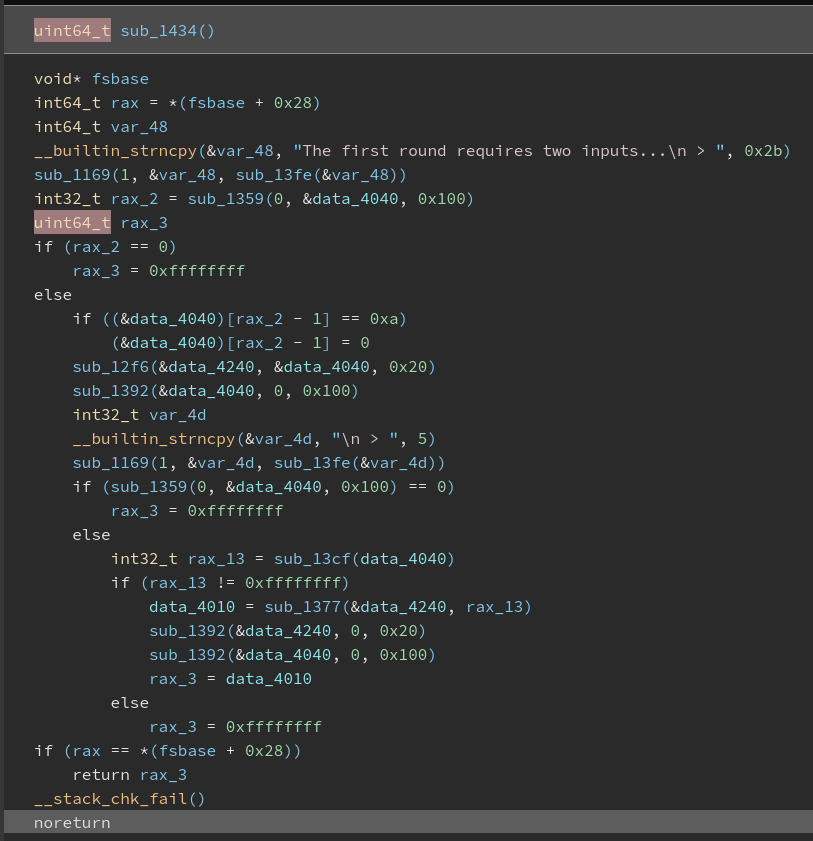 uint64_t sub_1434()
void* fsbase
int64_t rax = *(fsbase + 0x28)
int64_t var_48
__builtin_strncpy(&var_48, "The first round requires two inputs...\n > ", 0x2b)
sub_1169(1, &var_48, sub_13fe(&var_48))
int32_t rax_2 = sub_1359(0, &data_4040, 0x100)
uint64_t rax_3
if (rax_2 == 0)
    rax_3 = 0xffffffff
else
    if ((&data_4040)[rax_2 - 1] == 0xa)
        (&data_4040)[rax_2 - 1] = 0
    sub_12f6(&data_4240, &data_4040, 0x20)
    sub_1392(&data_4040, 0, 0x100)
    int32_t var_4d
    __builtin_strncpy(&var_4d, "\n > ", 5)
    sub_1169(1, &var_4d, sub_13fe(&var_4d))
    if (sub_1359(0, &data_4040, 0x100) == 0)
        rax_3 = 0xffffffff
    else
        int32_t rax_13 = sub_13cf(data_4040)
        if (rax_13 != 0xffffffff)
            data_4010 = sub_1377(&data_4240, rax_13)
            sub_1392(&data_4240, 0, 0x20)
            sub_1392(&data_4040, 0, 0x100)
            rax_3 = data_4010
        else
            rax_3 = 0xffffffff
if (rax == *(fsbase + 0x28))
    return rax_3
__stack_chk_fail()
noreturn